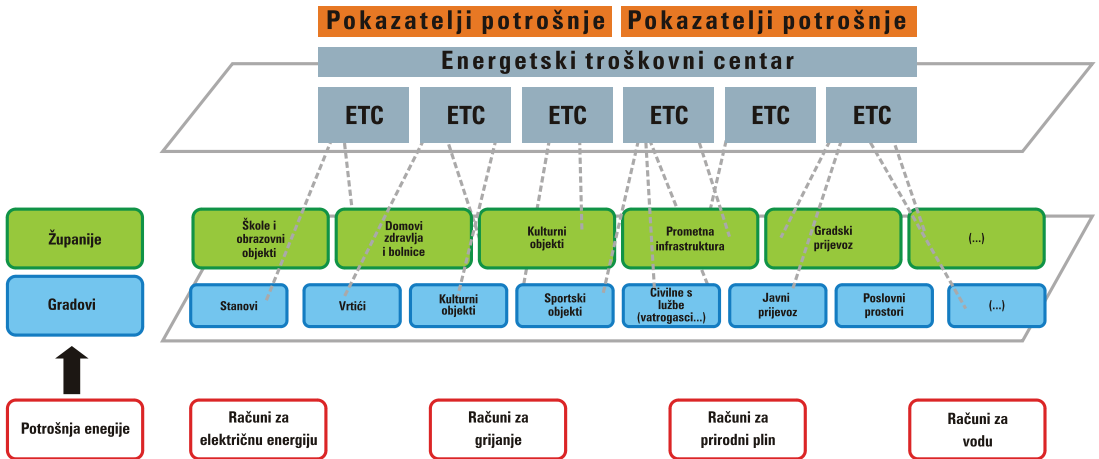 Pokazatelji potrošnje
Pokazatelji potrošnje
Energetski troškovni centar
ETC
ETC
ETC
ETC
ETC
ETC
Županije
Škole i
obrazovni
objekti
Domovi
zdravlja
i bolnice
Kulturni
objekti
Prometna
infrastruktura
Gradski
prijevoz
(...)
Gradovi
Stanovi
Vrtići
Kulturni
objekti
Sportski
objekti
Civilne s
lužbe
(vatrogasci...)
Javni
prijevoz
Poslovni
prostori
(...)
Potrošnja enegije
Računi za
električnu energiju
Računi za
grijanje
Računi za
prirodni plin
Računi za
vodu